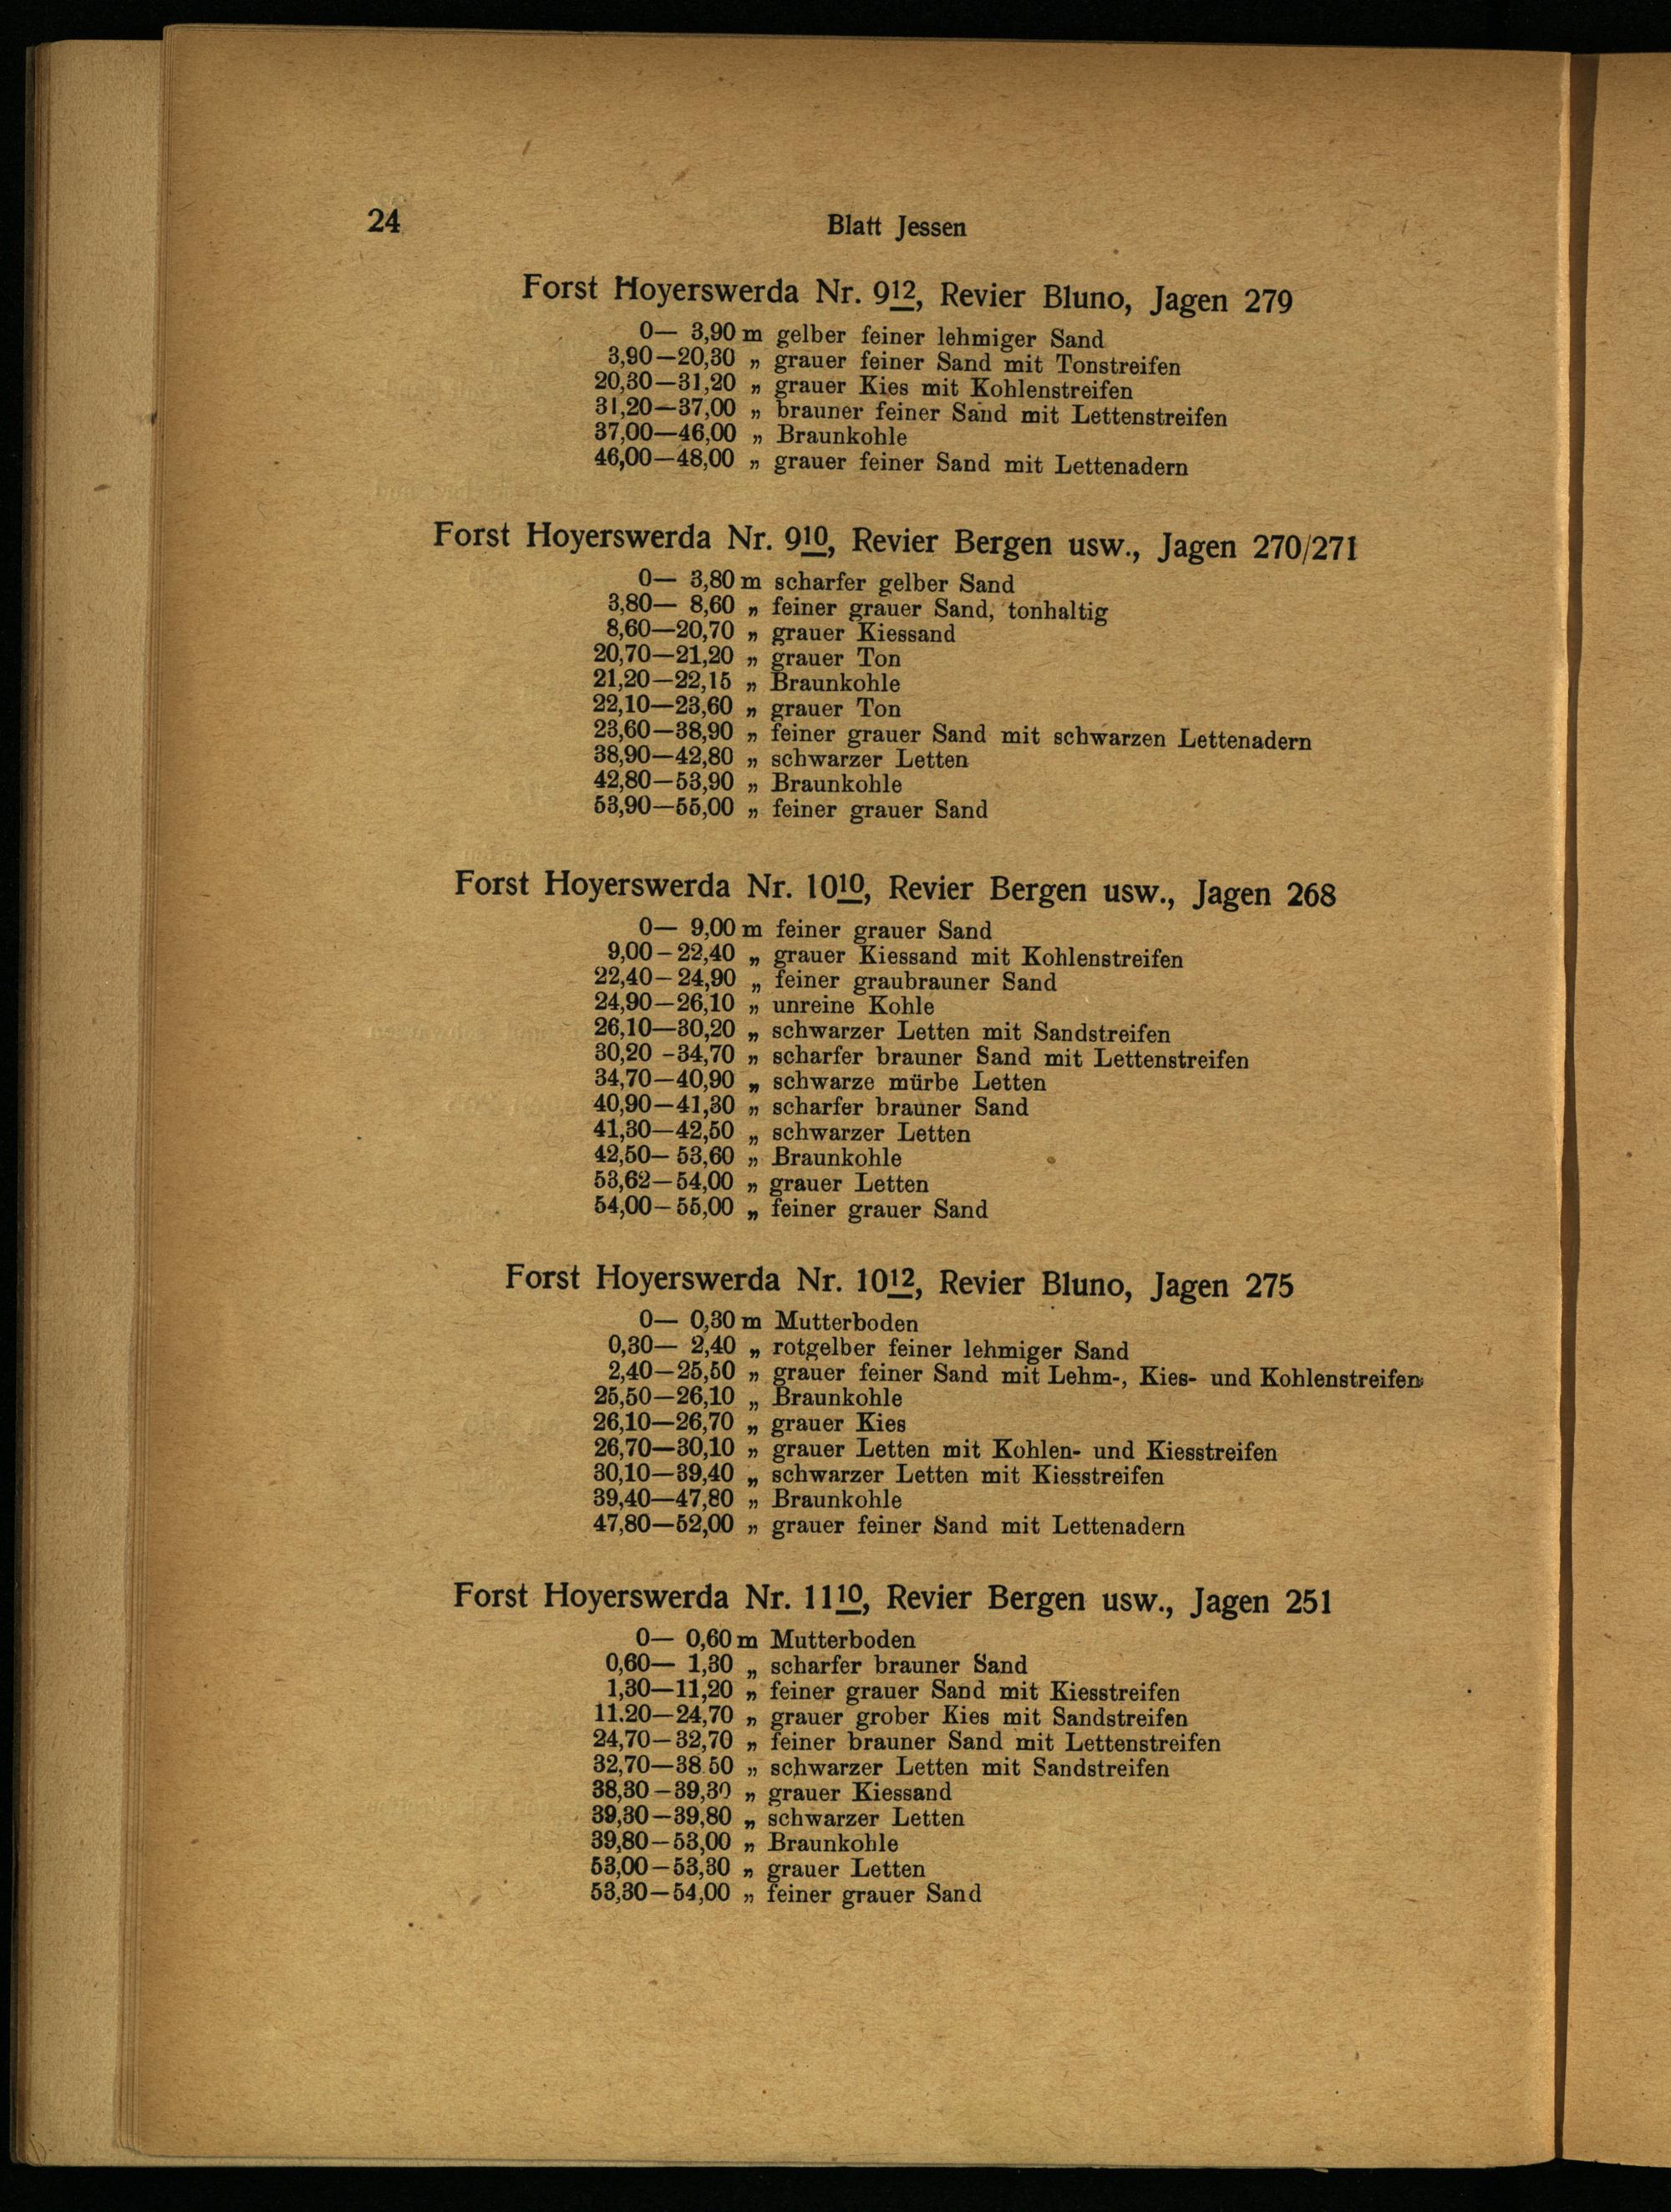 24
Blatt Jessen
Forst Hoyerswerda Nr. 912, Revier Bluno, Jagen 279
0— 3,90 m gelber feiner lehmiger Sand
3,90—20,30 „ grauer feiner Sand mit Tonstreifen
20,30—31,20 „ grauer Kies mit Kohlenstreifen
31,20—37,00 „ brauner feiner Sand mit Lettenstreifen
37,00—46,00 „ Braunkohle
46,00—48,00 „ grauer feiner Sand mit Lettenadern
Forst Hoyerswerda Nr. 910, Revier Bergen usw., Jagen 270/271
0— 3,80 m scharfer gelber Sand
3,80— 8,60 „ feiner grauer Sand, tonhaltig
8,60—20,70 „ grauer Kiessand
20,70—21,20 „ grauer Ton
21,20—22,15 „ Braunkohle
22,10—23,60 „ grauer Ton
23,60—38,90 „ feiner grauer Sand mit schwarzen Lettenadern
38,90—42,80 „ schwarzer Letten
42,80—53,90 „ Braunkohle
53,90—55,00 „ feiner grauer Sand
Forst Hoyerswerda Nr. 1010, Revier Bergen usw., Jagen 268
0— 9,00 m feiner grauer Sand
9,00–22,40 „ grauer Kiessand mit Kohlenstreifen
22,40–24,90 „ feiner graubrauner Sand
24,90—26,10 „ unreine Kohle
26,10—30,20 „ schwarzer Letten mit Sandstreifen
30,20 -34,70 „ scharfer brauner Sand mit Lettenstreifen
34,70—40,90 „ schwarze mürbe Letten
40,90—41,30 „ scharfer brauner Sand
41,30—42,50 „ schwarzer Letten
42,50— 53,60 „ Braunkohle
53,62—54,00 „ grauer Letten
54,00–55,00 „ feiner grauer Sand
Forst Hoyerswerda Nr. 1012, Revier Bluno, Jagen 275
0— 0,30 m Mutterboden
0,30— 2,40 „ rotgelber feiner lehmiger Sand
2,40—25,50 „ grauer feiner Sand mit Lehm-, Kies- und Kohlenstreifen
25,50—26,10 „ Braunkohle
26,10—26,70 „ grauer Kies
26,70—30,10 „ grauer Letten mit Kohlen- und Kiesstreifen
30,10—39,40 „ schwarzer Letten mit Kiesstreifen
39,40—47,80 „ Braunkohle
47,80—52,00 „ grauer feiner Sand mit Lettenadern
Forst Hoyerswerda Nr. 1110, Revier Bergen usw., Jagen 251
0— 0,60 m Mutterboden
0,60— 1,30 „ scharfer brauner Sand
1,30—11,20 „ feiner grauer Sand mit Kiesstreifen
11.20—24,70 „ grauer grober Kies mit Sandstreifen
24,70—32,70 „ feiner brauner Sand mit Lettenstreifen
32,70—38.50 „ schwarzer Letten mit Sandstreifen
38,30–39,30 „ grauer Kiessand
39,30—39,80 „ schwarzer Letten
39,80—53,00 „ Braunkohle
53,00—53,30 „ grauer Letten
53,30—54,00 „ feiner grauer Sand